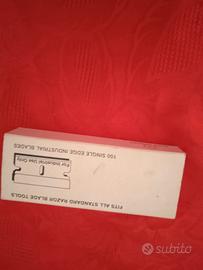 100 SINGLE EDGE INDUSTRIAL BLADES
For Industrial Use Only
FITS ALL STANDARD RAZOR BLADE TOOLS
subito